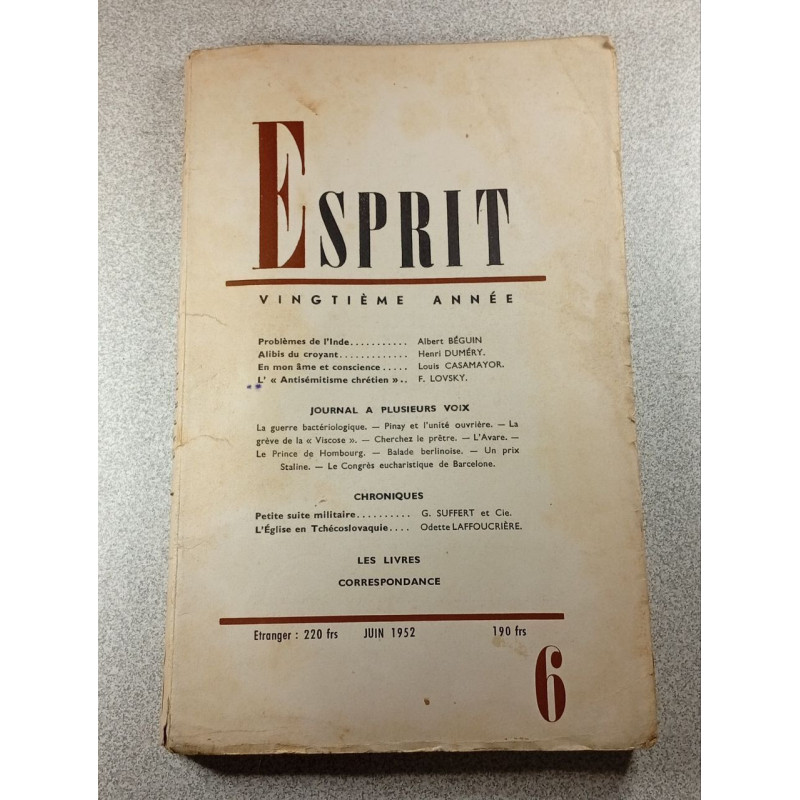 ESPRIT
VINGTIÈME ANNÉE
Problèmes de l'Inde........... Albert BÉGUIN
Alibis du croyant............. Henri DUMÉRY.
En mon âme et conscience ..... Louis CASAMAYOR.
L' « Antisémitisme chrétien » .. F. LOVSKY.
JOURNAL A PLUSIEURS VOIX
La guerre bactériologique. — Pinay et l'unité ouvrière. — La
grève de la « Viscose ». — Cherchez le prêtre. — L'Avare. —
Le Prince de Hombourg. — Balade berlinoise. — Un prix
Staline. — Le Congrès eucharistique de Barcelone.
CHRONIQUES
Petite suite militaire.......... G. SUFFERT et Cie.
L'Église en Tchécoslovaquie.... Odette LAFFOUCRIÈRE.
LES LIVRES
CORRESPONDANCE
Etranger : 220 frs JUIN 1952 190 frs
6